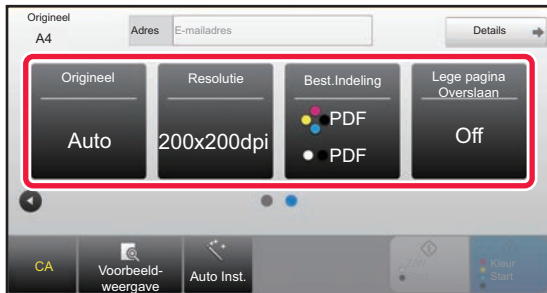 Origineel
A4
Adres
E-mailadres
Details
Origineel
Auto
Resolutie
200x200dpi
Best.Indeling
PDF
PDF
Lege pagina
Overslaan
Off
CA
Voorbeeld-
weergave
Auto Inst.
Kleur
Start